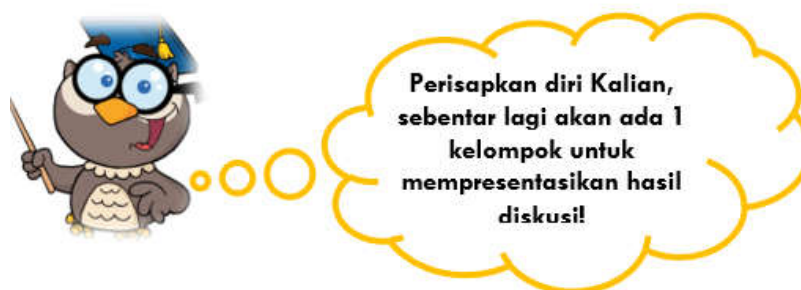 Perisapkan diri Kalian,
sebentar lagi akan ada 1
kelompok untuk
mempresentasikan hasil
diskusi!